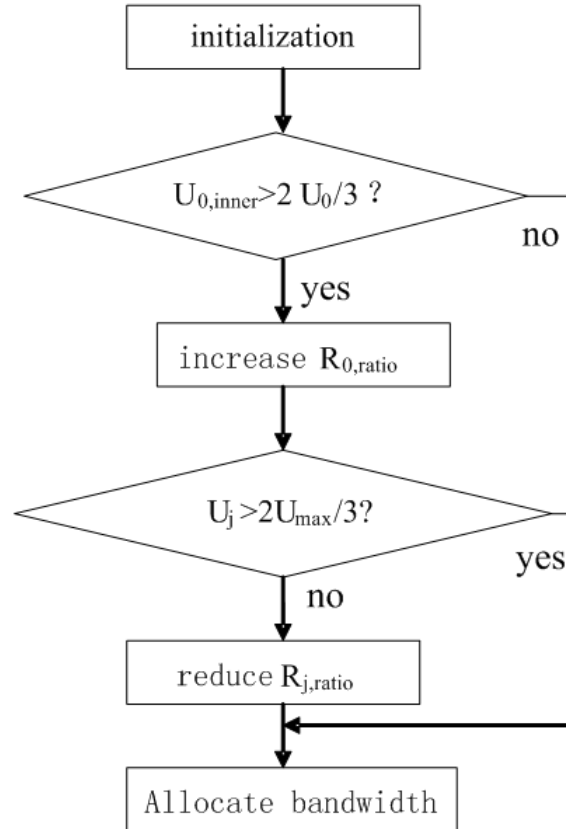 initialization
U0,inner>2 U0/3 ?
no
yes
increase R0,ratio
Uj >2Umax/3?
yes
no
reduce Rj,ratio
Allocate bandwidth